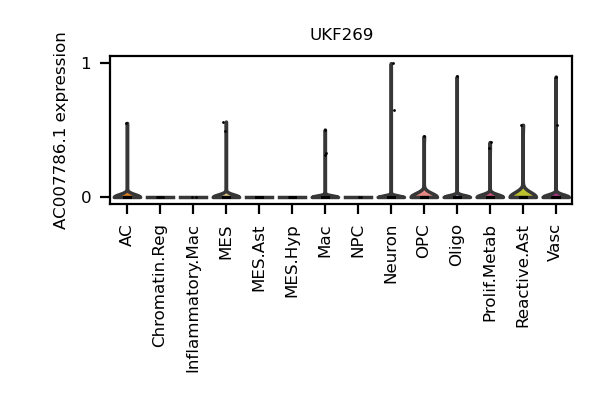 UKF269
AC007786.1 expression
1
0
AC
Chromatin.Reg
Inflammatory.Mac
MES
MES.Ast
MES.Hyp
Mac
NPC
Neuron
OPC
Oligo
Prolif.Metab
Reactive.Ast
Vasc